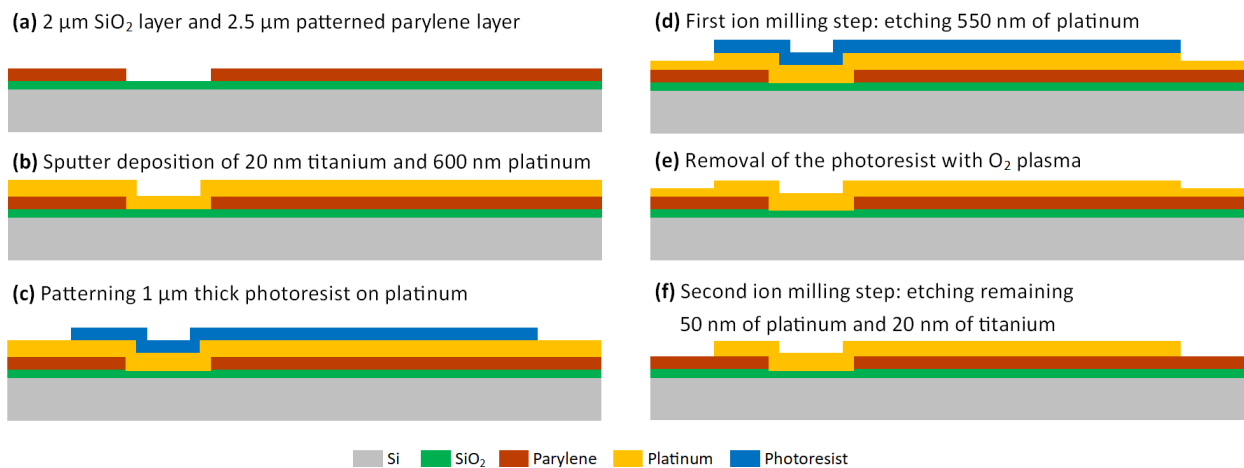 (a) 2 µm SiO₂ layer and 2.5 µm patterned parylene layer
(b) Sputter deposition of 20 nm titanium and 600 nm platinum
(c) Patterning 1 µm thick photoresist on platinum
(d) First ion milling step: etching 550 nm of platinum
(e) Removal of the photoresist with O₂ plasma
(f) Second ion milling step: etching remaining
50 nm of platinum and 20 nm of titanium
Si SiO₂ Parylene Platinum Photoresist